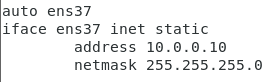 auto ens37
iface ens37 inet static
        address 10.0.0.10
        netmask 255.255.255.0